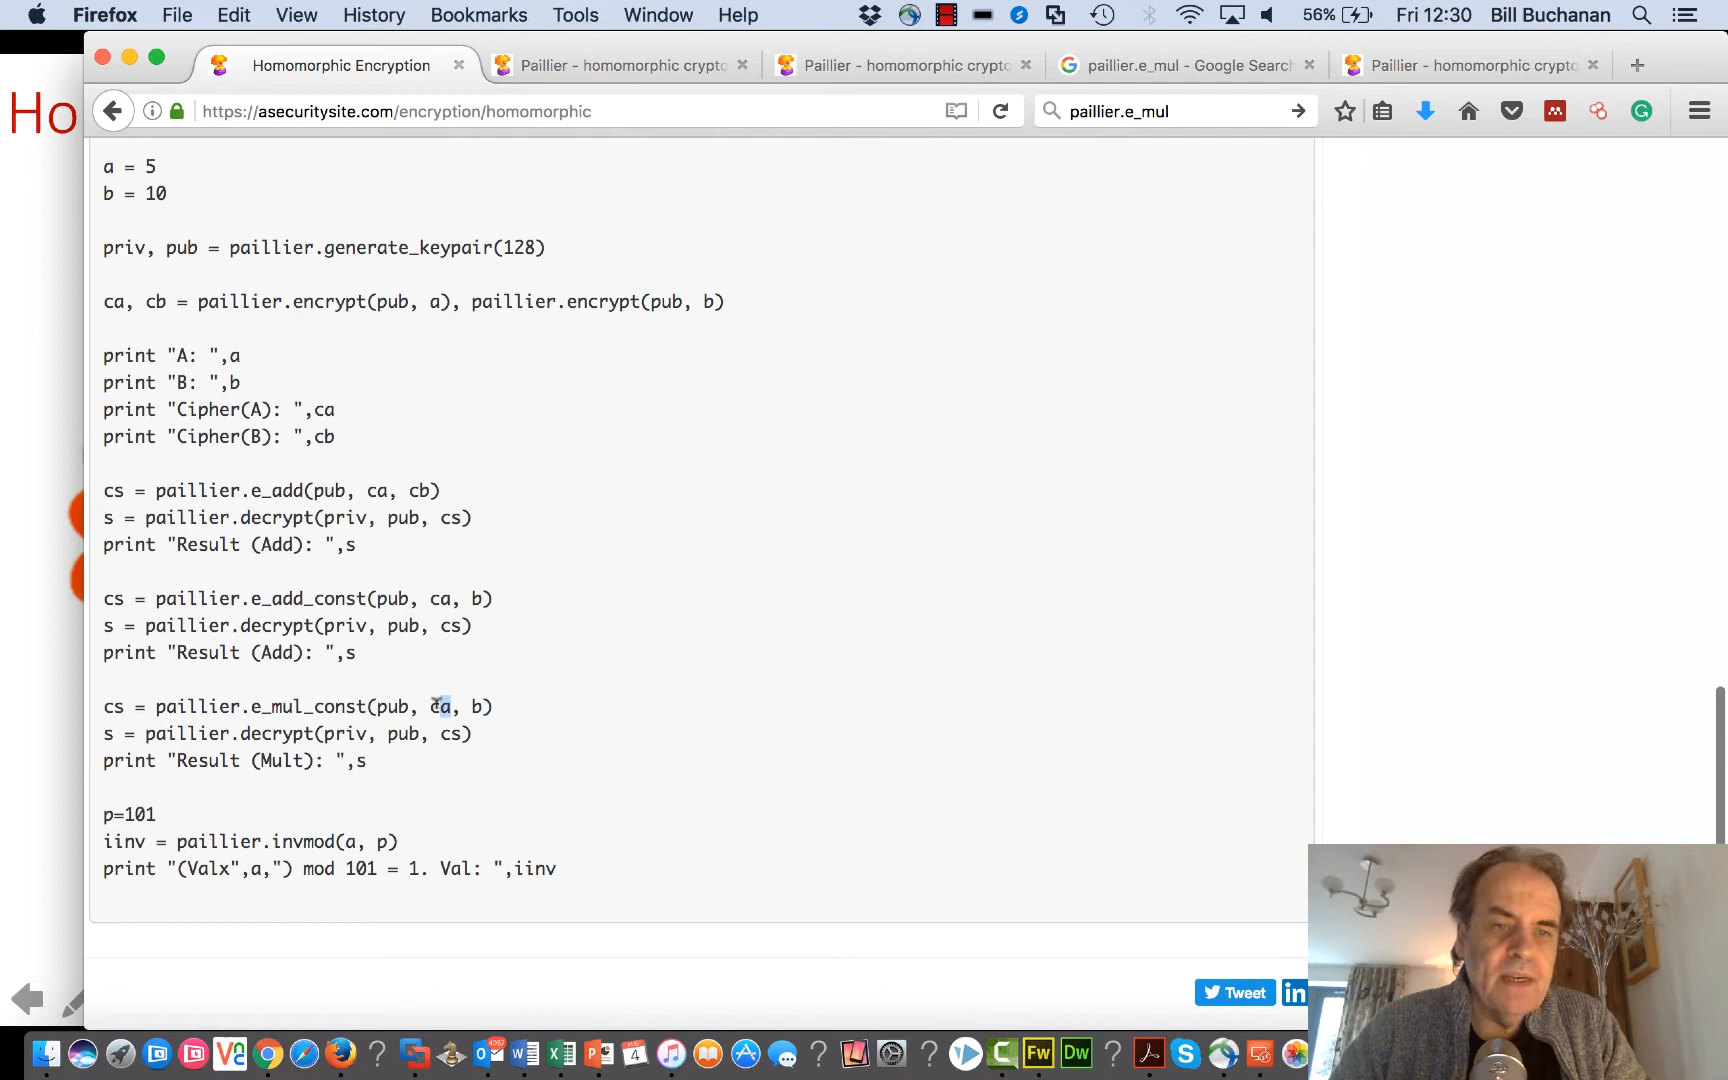 Firefox File Edit View History Bookmarks Tools Window Help 56% Fri 12:30 Bill Buchanan
Homomorphic Encryption Paillier - homomorphic crypto Paillier - homomorphic crypto paillier.e_mul - Google Search Paillier - homomorphic crypto
https://asecuritysite.com/encryption/homomorphic paillier.e_mul
Ho
a = 5
b = 10
priv, pub = paillier.generate_keypair(128)
ca, cb = paillier.encrypt(pub, a), paillier.encrypt(pub, b)
print "A: ",a
print "B: ",b
print "Cipher(A): ",ca
print "Cipher(B): ",cb
cs = paillier.e_add(pub, ca, cb)
s = paillier.decrypt(priv, pub, cs)
print "Result (Add): ",s
cs = paillier.e_add_const(pub, ca, b)
s = paillier.decrypt(priv, pub, cs)
print "Result (Add): ",s
cs = paillier.e_mul_const(pub, ca, b)
s = paillier.decrypt(priv, pub, cs)
print "Result (Mult): ",s
p=101
iinv = paillier.invmod(a, p)
print "(Valx",a,") mod 101 = 1. Val: ",iinv
Tweet in
4057 4 Fw Dw